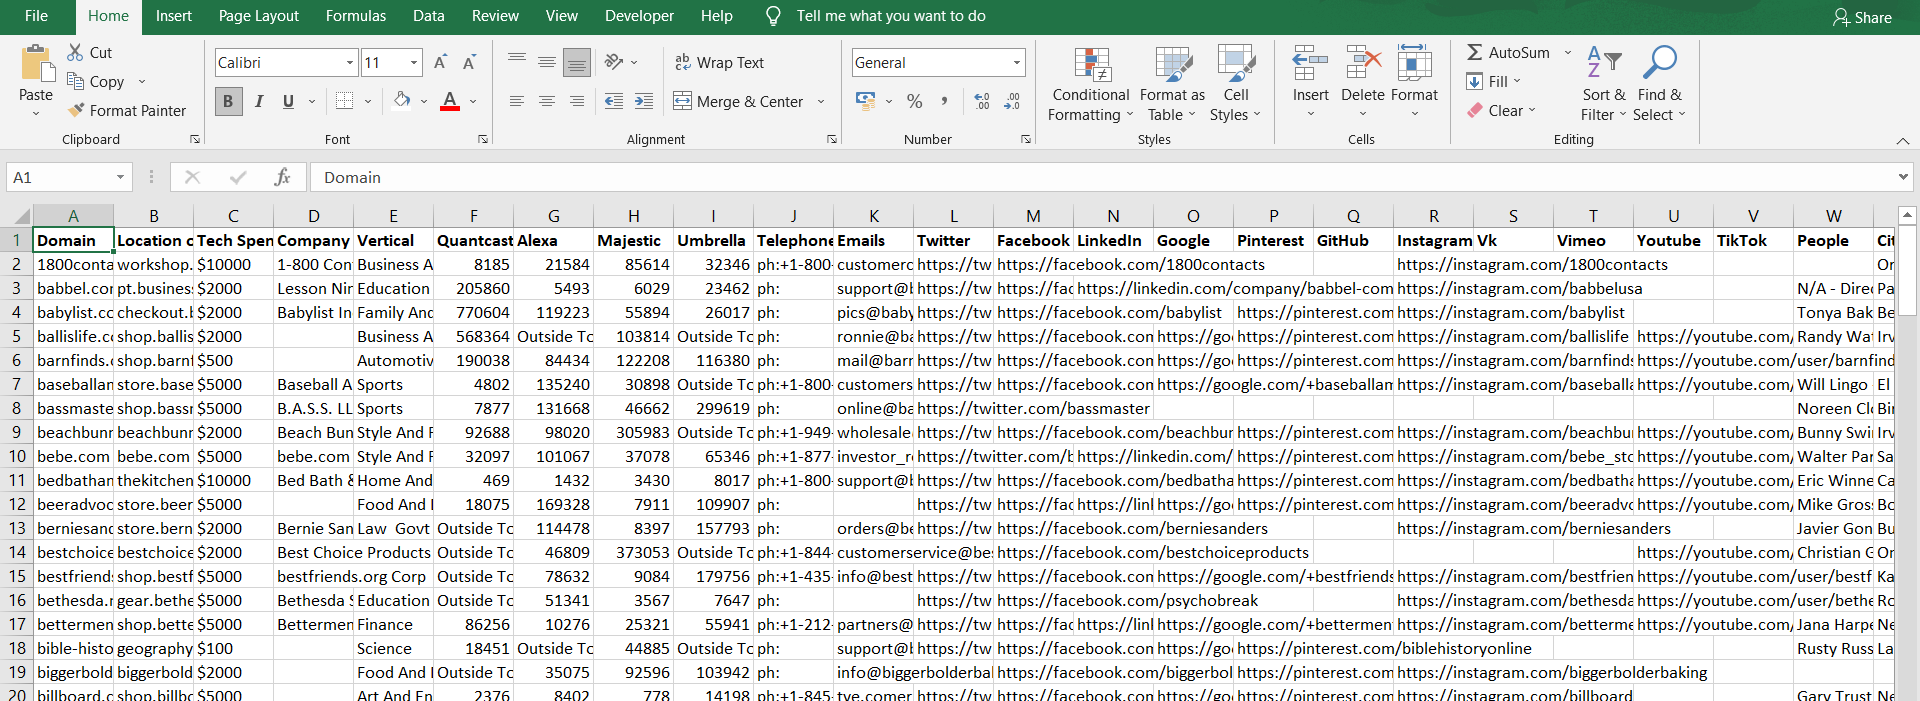 File Home Insert Page Layout Formulas Data Review View Developer Help Tell me what you want to do Share
Paste Cut Copy Format Painter Clipboard
Calibri 11 B I U A Font
Wrap Text Merge & Center Alignment
General % , Number
Conditional Formatting Format as Table Cell Styles Styles
Insert Delete Format Cells
AutoSum Fill Clear Sort & Filter Find & Select Editing
A1 fx Domain
A B C D E F G H I J K L M N O P Q R S T U V W
1 Domain Location o Tech Spen Company Vertical Quantcast Alexa Majestic Umbrella Telephone Emails Twitter Facebook LinkedIn Google Pinterest GitHub Instagram Vk Vimeo Youtube TikTok People Cit
2 1800conta workshop. $10000 1-800 Con Business A 8185 21584 85614 32346 ph:+1-800- customerc https://tw https://facebook.com/1800contacts https://instagram.com/1800contacts Or
3 babbel.cor pt.busines $2000 Lesson Nin Education 205860 5493 6029 23462 ph: support@b https://tw https://fac https://linkedin.com/company/babbel-com https://instagram.com/babbelusa N/A - Direc Pa
4 babylist.cc checkout.b $2000 Babylist In Family And 770604 119223 55894 26017 ph: pics@baby https://tw https://facebook.com/babylist https://pinterest.com https://instagram.com/babylist Tonya Bak Be
5 ballislife.co shop.ballis $2000 Business A 568364 Outside To 103814 Outside To ph: ronnie@ba https://tw https://facebook.con https://goo https://pinterest.com https://instagram.com/ballislife https://youtube.com/ Randy Wat Irv
6 barnfinds.c shop.barnf $500 Automotiv 190038 84434 122208 116380 ph: mail@barr https://tw https://facebook.con https://goo https://pinterest.com https://instagram.com/barnfinds https://youtube.com/user/barnfind
7 baseballan store.base $5000 Baseball A Sports 4802 135240 30898 Outside To ph:+1-800- customers https://tw https://facebook.con https://google.com/+baseballan https://instagram.com/baseballa https://youtube.com/ Will Lingo El
8 bassmaste shop.bassr $5000 B.A.S.S. LL Sports 7877 131668 46662 299619 ph: online@ba https://twitter.com/bassmaster Noreen Clo Bir
9 beachbunr beachbunr $2000 Beach Bun Style And F 92688 98020 305983 Outside To ph:+1-949- wholesale https://tw https://facebook.com/beachbur https://pinterest.com https://instagram.com/beachbu https://youtube.com/ Bunny Swi Irv
10 bebe.com bebe.com $5000 bebe.com Style And F 32097 101067 37078 65346 ph:+1-877- investor_r https://twitter.com/b https://linkedin.com/ https://pinterest.com https://instagram.com/bebe_sto https://youtube.com/ Walter Par Sa
11 bedbathan thekitchen $10000 Bed Bath & Home And 469 1432 3430 8017 ph:+1-800- support@b https://tw https://facebook.com/bedbatha https://pinterest.com https://instagram.com/bedbatha https://youtube.com/ Eric Winne Ca
12 beeradvoc store.beer $5000 Food And 18075 169328 7911 109907 ph: https://tw https://facebook.con https://linl https://pinterest.com https://instagram.com/beeradvo https://youtube.com/ Mike Gros Bo
13 berniesanc store.bern $2000 Bernie San Law Govt Outside To 114478 8397 157793 ph: orders@be https://tw https://facebook.com/berniesanders https://instagram.com/berniesanders Javier Gon Bu
14 bestchoice bestchoice $2000 Best Choice Products Outside To 46809 373053 Outside To ph:+1-844- customerservice@bes https://facebook.com/bestchoiceproducts https://youtube.com/ Christian G Or
15 bestfriends shop.bestf $5000 bestfriends.org Corp Outside To 78632 9084 179756 ph:+1-435- info@best https://tw https://facebook.con https://google.com/+bestfriends https://instagram.com/bestfrien https://youtube.com/user/bestf Ka
16 bethesda.r gear.bethe $5000 Bethesda S Education Outside To 51341 3567 7647 ph: https://tw https://facebook.com/psychobreak https://instagram.com/bethesda https://youtube.com/user/bethe Ro
17 bettermen shop.bette $5000 Bettermen Finance 86256 10276 25321 55941 ph:+1-212- partners@ https://tw https://fac https://linl https://google.com/+bettermen https://instagram.com/betterme https://youtube.com/ Jana Harpe Ne
18 bible-histo geography $100 Science 18451 Outside To 44885 Outside To ph: support@b https://tw https://facebook.con https://goo https://pinterest.com/biblehistoryonline Rusty Russ La
19 biggerbold biggerbold $2000 Food And Outside To 35075 92596 103942 ph: info@biggerbolderbal https://facebook.com/biggerbol https://pinterest.com https://instagram.com/biggerbolderbaking
20 billboard.c shop.billbo $5000 Art And En 2376 8402 778 14198 ph:+1-845- tye.comer https://tw https://facebook.con https://goo https://pinterest.com https://instagram.com/billboard Gary Trust Ne